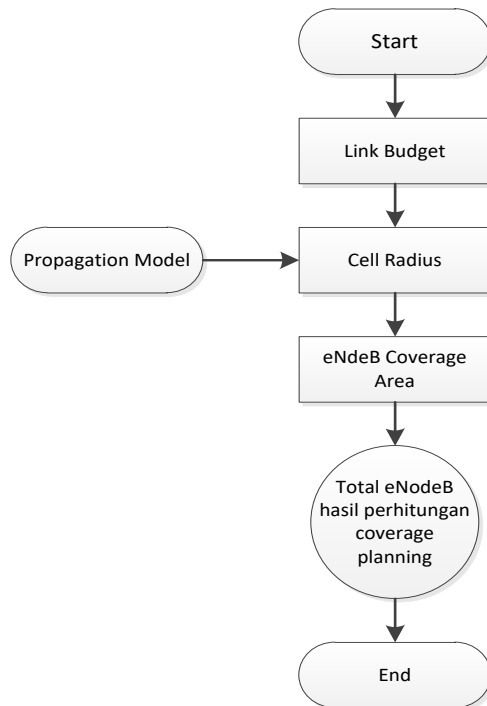 Start
Link Budget
Propagation Model
Cell Radius
eNdeB Coverage
Area
Total eNodeB
hasil perhitungan
coverage
planning
End